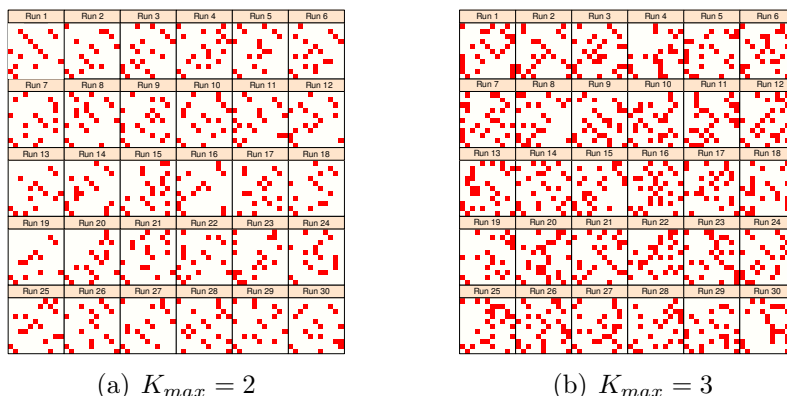 Run 1 Run 2 Run 3 Run 4 Run 5 Run 6
Run 7 Run 8 Run 9 Run 10 Run 11 Run 12
Run 13 Run 14 Run 15 Run 16 Run 17 Run 18
Run 19 Run 20 Run 21 Run 22 Run 23 Run 24
Run 25 Run 26 Run 27 Run 28 Run 29 Run 30
(a) K_{max} = 2
Run 1 Run 2 Run 3 Run 4 Run 5 Run 6
Run 7 Run 8 Run 9 Run 10 Run 11 Run 12
Run 13 Run 14 Run 15 Run 16 Run 17 Run 18
Run 19 Run 20 Run 21 Run 22 Run 23 Run 24
Run 25 Run 26 Run 27 Run 28 Run 29 Run 30
(b) K_{max} = 3